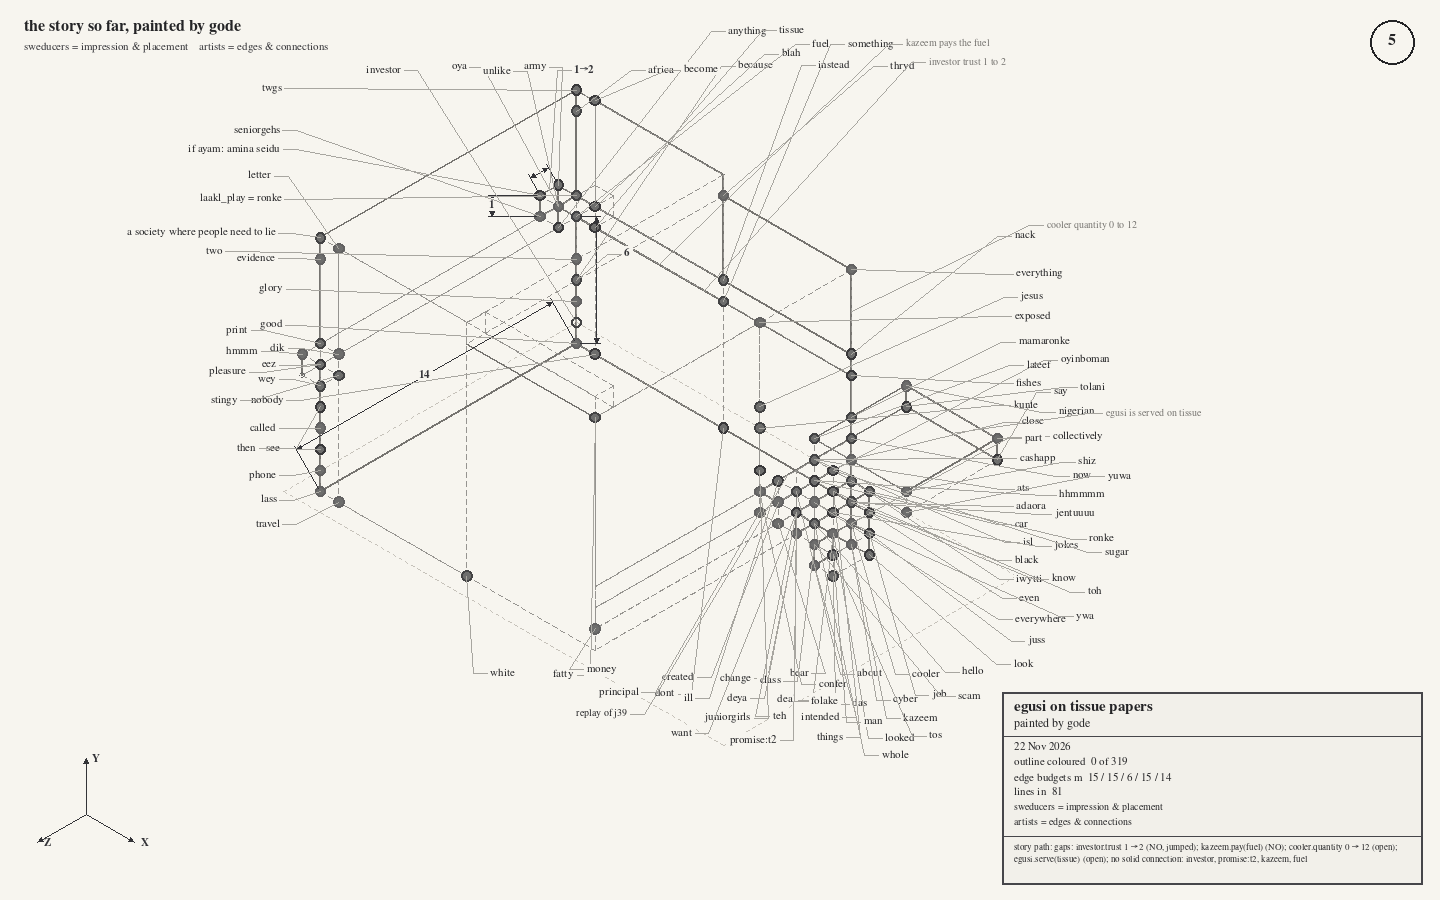 the story so far, painted by gode
sweducers = impression & placement artists = edges & connections
5
anything
tissue
fuel
something
kazeem pays the fuel
blah
instead
thryd
investor trust 1 to 2
investor
oya
unlike
army
1→2
africa
become
because
twgs
seniorgehs
if ayam: amina seidu
letter
laakl_play = ronke
1
a society where people need to lie
two
evidence
6
glory
print
good
hmmm
dik
pleasure
eez
wey
14
stingy
nobody
called
then
see
phone
lass
travel
cooler quantity 0 to 12
nack
everything
jesus
exposed
mamaronke
lateef
oyinboman
fishes
say
tolani
kunle
nigerian
egusi is served on tissue
close
part
collectively
cashapp
shiz
now
yuwa
ats
hhmmmm
adaora
jentuuuu
car
isl
jokes
ronke
sugar
black
iwytti
know
toh
even
everywhere
ywa
juss
look
white
fatty
money
principal
created
dont
ill
replay of j39
change
class
deya
juniorgirls
want
bear
confer
dea
folake
teh
intended
promise:t2
things
about
das
man
cooler
cyber
kazeem
looked
whole
hello
job
scam
tos
Y
Z
X
egusi on tissue papers
painted by gode
22 Nov 2026
outline coloured 0 of 319
edge budgets m 15 / 15 / 6 / 15 / 14
lines in 81
sweducers = impression & placement
artists = edges & connections
story path: gaps: investor.trust 1 → 2 (NO, jumped); kazeem.pay(fuel) (NO); cooler.quantity 0 → 12 (open);
egusi.serve(tissue) (open); no solid connection: investor, promise:t2, kazeem, fuel